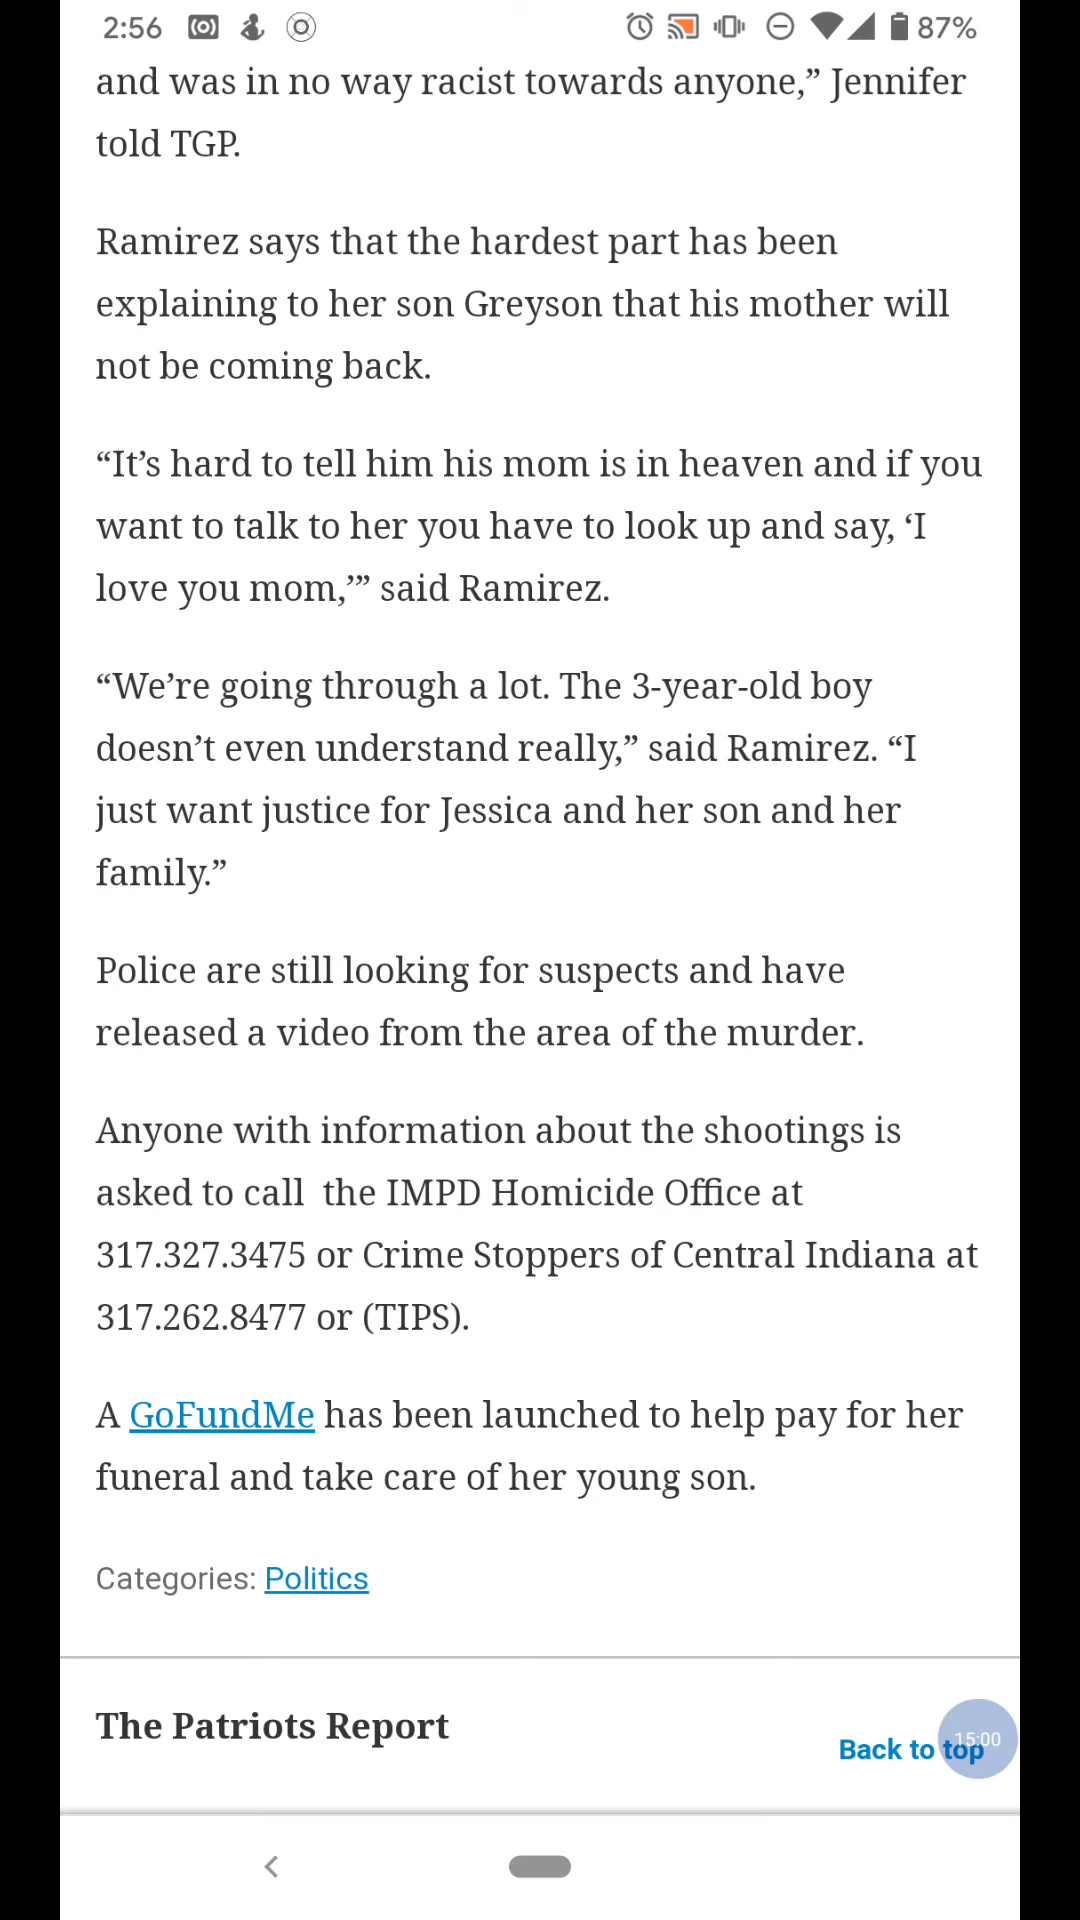 2:56
87%
and was in no way racist towards anyone,” Jennifer
told TGP.
Ramirez says that the hardest part has been
explaining to her son Greyson that his mother will
not be coming back.
“It’s hard to tell him his mom is in heaven and if you
want to talk to her you have to look up and say, ‘I
love you mom,’” said Ramirez.
“We’re going through a lot. The 3-year-old boy
doesn’t even understand really,” said Ramirez. “I
just want justice for Jessica and her son and her
family.”
Police are still looking for suspects and have
released a video from the area of the murder.
Anyone with information about the shootings is
asked to call  the IMPD Homicide Office at
317.327.3475 or Crime Stoppers of Central Indiana at
317.262.8477 or (TIPS).
A GoFundMe has been launched to help pay for her
funeral and take care of her young son.
Categories: Politics
The Patriots Report
15:00
Back to top